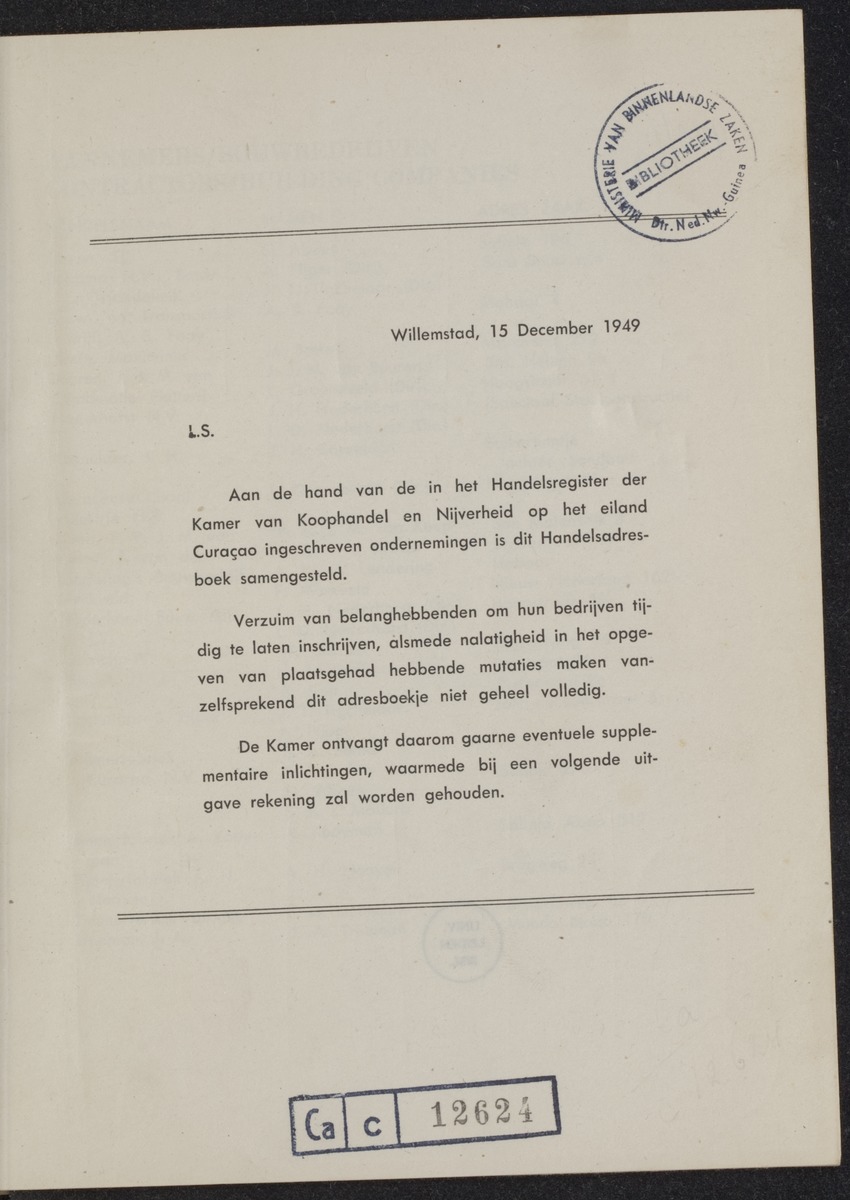 MINISTERIE VAN BINNENLANDSE ZAKEN
BIBLIOTHEEK
Dir. Ned. Nw.-Guinea
Willemstad, 15 December 1949
L.S.
Aan de hand van de in het Handelsregister der
Kamer van Koophandel en Nijverheid op het eiland
Curaçao ingeschreven ondernemingen is dit Handelsadres-
boek samengesteld.
Verzuim van belanghebbenden om hun bedrijven tij-
dig te laten inschrijven, alsmede nalatigheid in het opge-
ven van plaatsgehad hebbende mutaties maken van-
zelfsprekend dit adresboekje niet geheel volledig.
De Kamer ontvangt daarom gaarne eventuele supple-
mentaire inlichtingen, waarmede bij een volgende uit-
gave rekening zal worden gehouden.
Ca c 12624